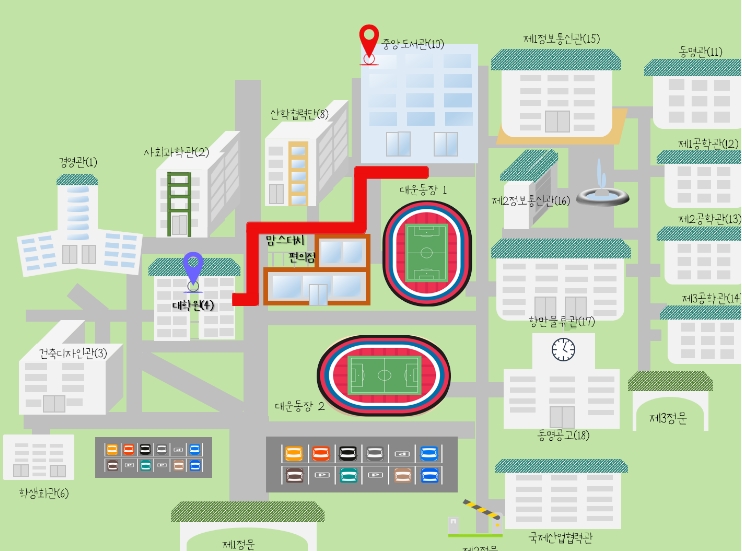 중앙도서관(10)
제1정보통신관(15)
동명관(11)
산학협력단(8)
제1공학관(12)
사회과학관(2)
경영관(1)
대운동장 1
제2정보통신관(16)
제2공학관(13)
맘스터치
편의점
대학원(4)
제3공학관(14)
항만물류관(17)
건축디자인관(3)
대운동장 2
제3정문
동명공고(18)
학생회관(6)
국제산업협력관
제1정문
제2정문